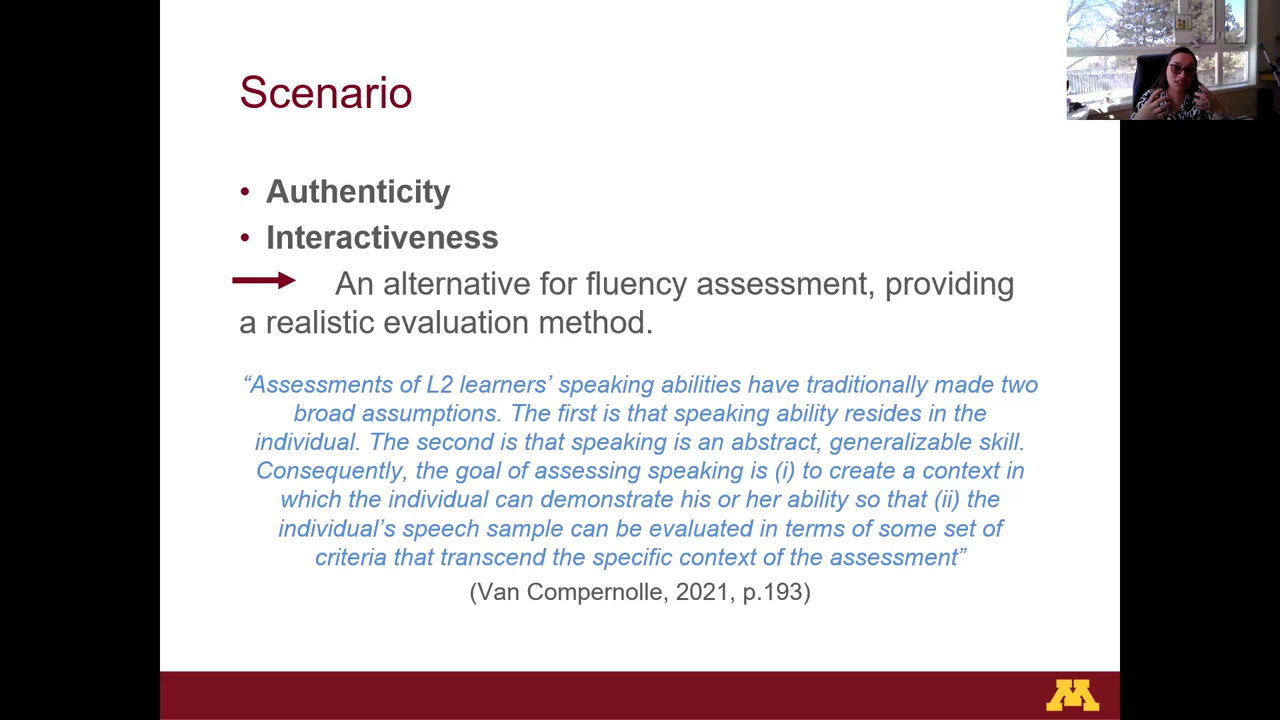 Scenario
• Authenticity
• Interactiveness
An alternative for fluency assessment, providing
a realistic evaluation method.
“Assessments of L2 learners’ speaking abilities have traditionally made two
broad assumptions. The first is that speaking ability resides in the
individual. The second is that speaking is an abstract, generalizable skill.
Consequently, the goal of assessing speaking is (i) to create a context in
which the individual can demonstrate his or her ability so that (ii) the
individual’s speech sample can be evaluated in terms of some set of
criteria that transcend the specific context of the assessment”
(Van Compernolle, 2021, p.193)
M